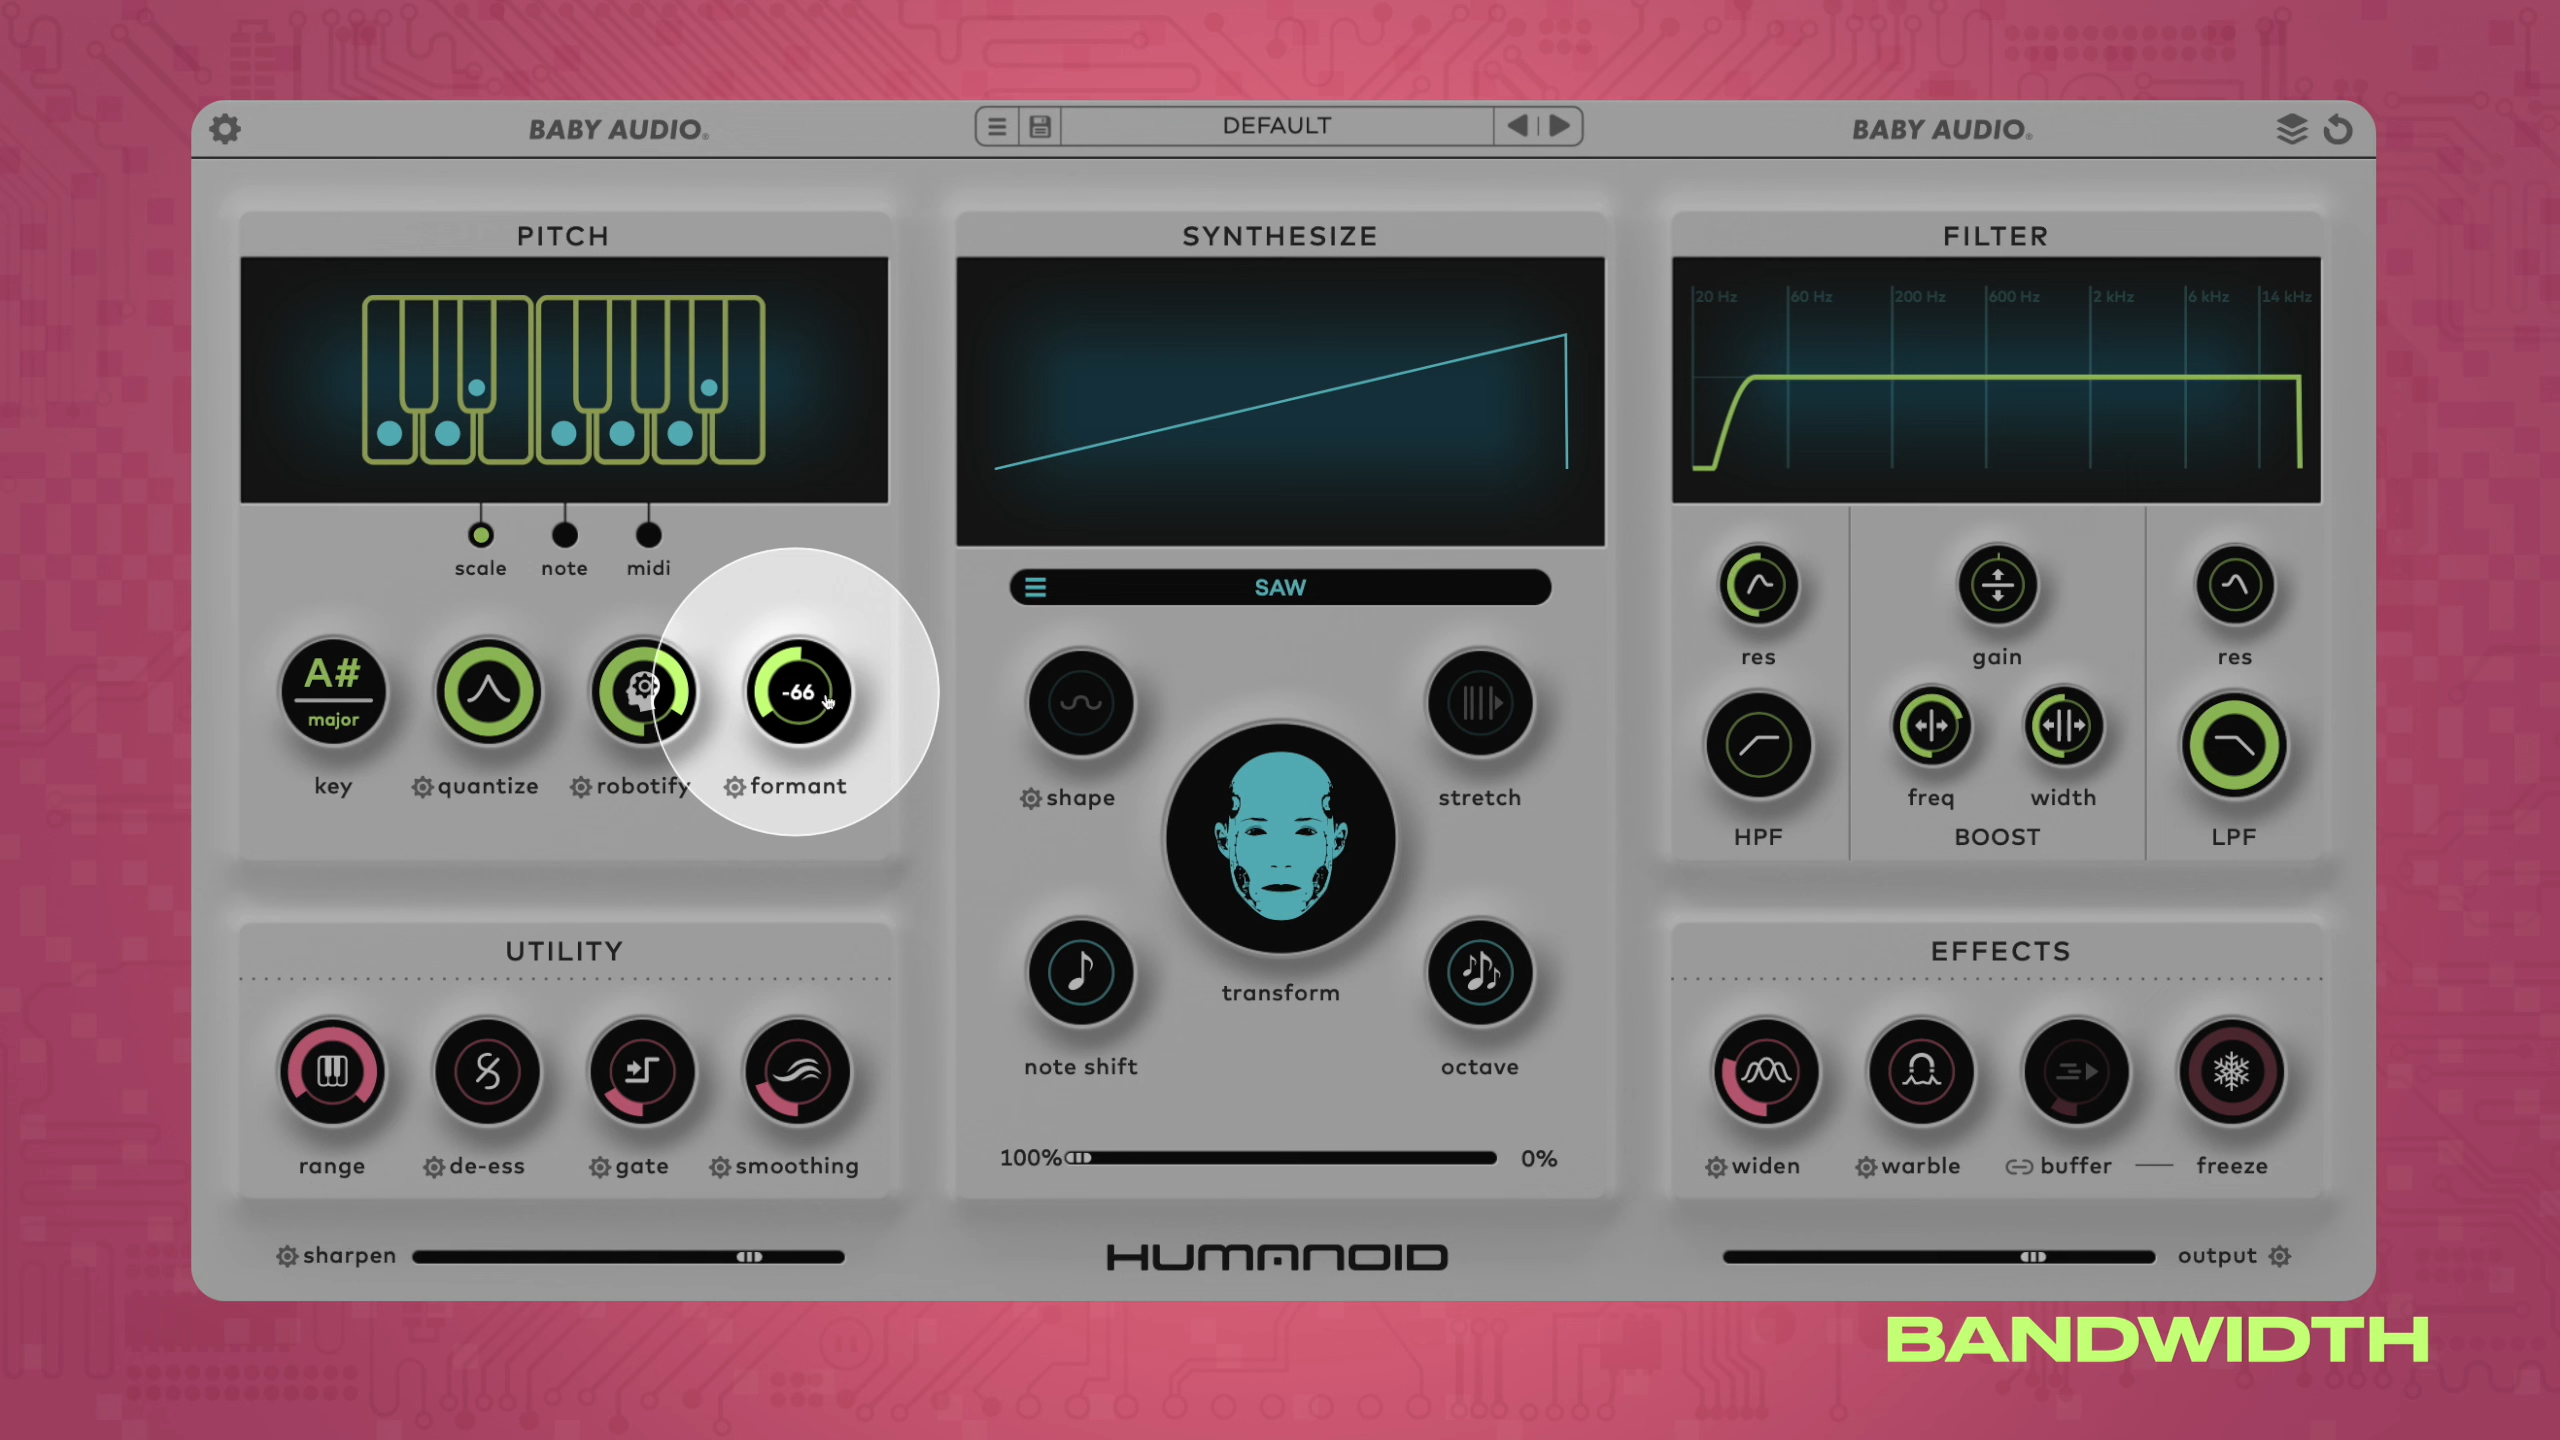 BABY AUDIO®
DEFAULT
BABY AUDIO®
PITCH
scale
note
midi
A#
major
-66
key
quantize
robotify
formant
SYNTHESIZE
SAW
shape
stretch
transform
note shift
octave
100%
0%
FILTER
20 Hz
60 Hz
200 Hz
600 Hz
2 kHz
6 kHz
14 kHz
res
gain
res
freq
width
HPF
BOOST
LPF
UTILITY
range
de-ess
gate
smoothing
EFFECTS
widen
warble
buffer
freeze
sharpen
HUMANOID
output
BANDWIDTH